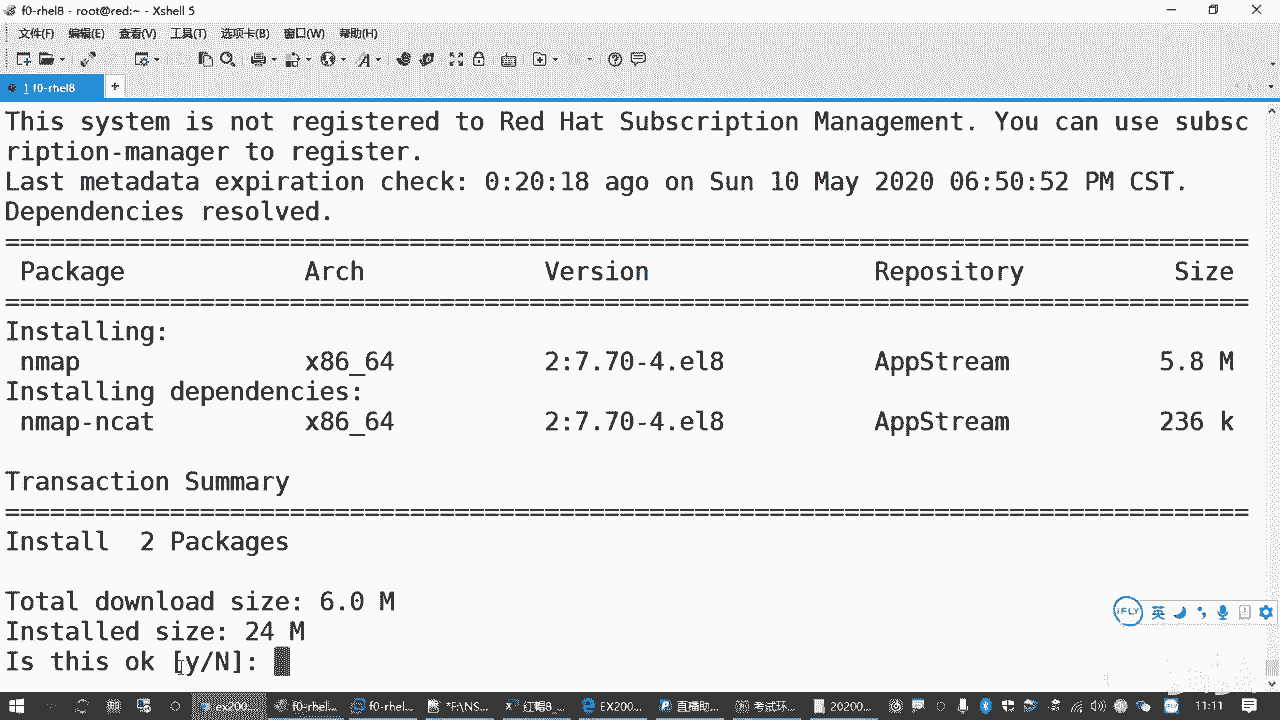 f0-rhel8 - root@red:~ - Xshell 5
文件(F) 编辑(E) 查看(V) 工具(T) 选项卡(B) 窗口(W) 帮助(H)
1 f0-rhel8
This system is not registered to Red Hat Subscription Management. You can use subsc
ription-manager to register.
Last metadata expiration check: 0:20:18 ago on Sun 10 May 2020 06:50:52 PM CST.
Dependencies resolved.
===================================================================================
Package Arch Version Repository Size
===================================================================================
Installing:
nmap x86_64 2:7.70-4.el8 AppStream 5.8 M
Installing dependencies:
nmap-ncat x86_64 2:7.70-4.el8 AppStream 236 k
Transaction Summary
===================================================================================
Install 2 Packages
Total download size: 6.0 M
Installed size: 24 M
Is this ok [y/N]:
iFLY 英
ex200... f0-rhel... f0-rhel... *F:\NS... 红帽8_... EX200... 直播助... 考试环... 20200... 11:11